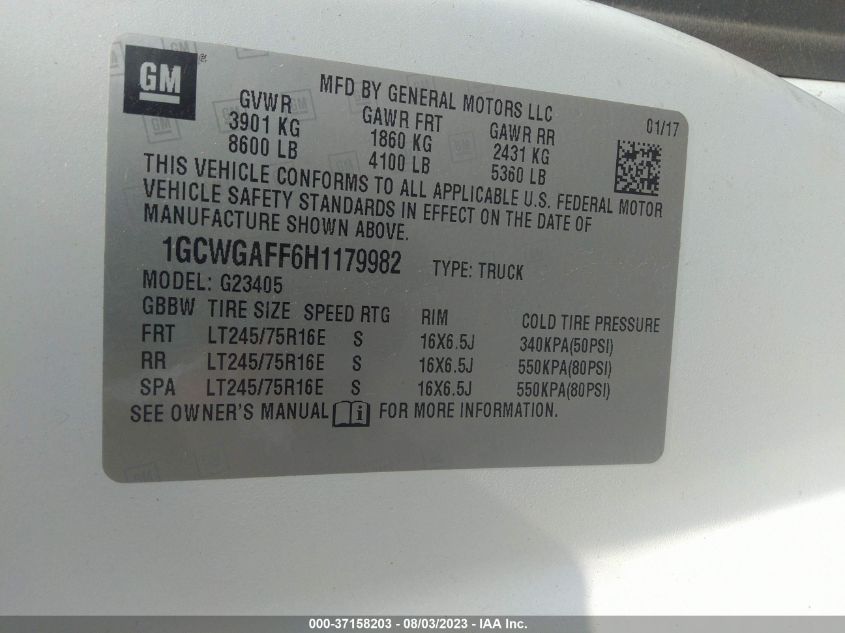 GM
MFD BY GENERAL MOTORS LLC
01/17
GVWR GAWR FRT GAWR RR
3901 KG 1860 KG 2431 KG
8600 LB 4100 LB 5360 LB
THIS VEHICLE CONFORMS TO ALL APPLICABLE U.S. FEDERAL MOTOR
VEHICLE SAFETY STANDARDS IN EFFECT ON THE DATE OF
MANUFACTURE SHOWN ABOVE.
1GCWGAFF6H1179982 TYPE: TRUCK
MODEL: G23405
GBBW TIRE SIZE SPEED RTG RIM COLD TIRE PRESSURE
FRT LT245/75R16E S 16X6.5J 340KPA(50PSI)
RR LT245/75R16E S 16X6.5J 550KPA(80PSI)
SPA LT245/75R16E S 16X6.5J 550KPA(80PSI)
SEE OWNER'S MANUAL i FOR MORE INFORMATION.
000-37158203 - 08/03/2023 - IAA Inc.